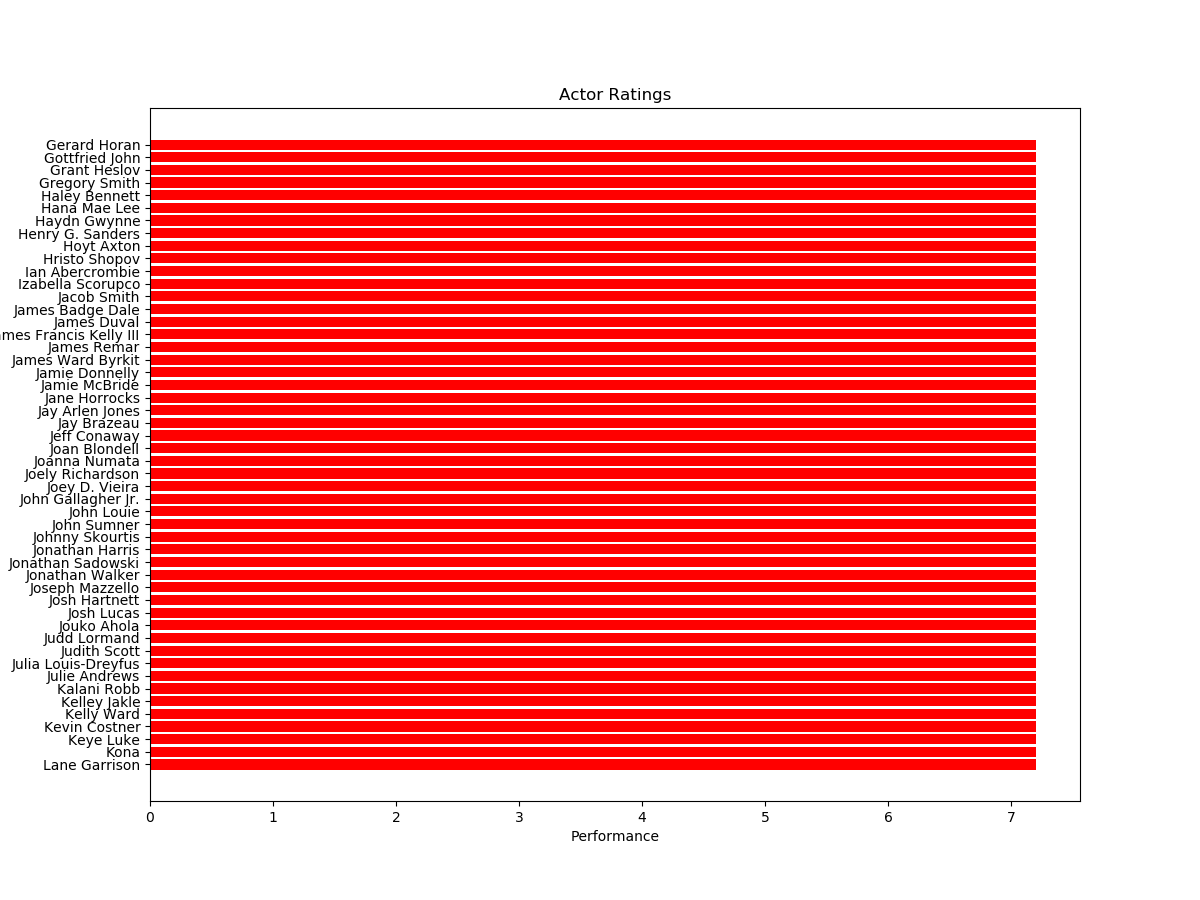 Actor Ratings
Gerard Horan
Gottfried John
Grant Heslov
Gregory Smith
Haley Bennett
Hana Mae Lee
Haydn Gwynne
Henry G. Sanders
Hoyt Axton
Hristo Shopov
Ian Abercrombie
Izabella Scorupco
Jacob Smith
James Badge Dale
James Duval
mes Francis Kelly III
James Remar
James Ward Byrkit
Jamie Donnelly
Jamie McBride
Jane Horrocks
Jay Arlen Jones
Jay Brazeau
Jeff Conaway
Joan Blondell
Joanna Numata
Joely Richardson
Joey D. Vieira
John Gallagher Jr.
John Louie
John Sumner
Johnny Skourtis
Jonathan Harris
Jonathan Sadowski
Jonathan Walker
Joseph Mazzello
Josh Hartnett
Josh Lucas
Jouko Ahola
Judd Lormand
Judith Scott
Julia Louis-Dreyfus
Julie Andrews
Kalani Robb
Kelley Jakle
Kelly Ward
Kevin Costner
Keye Luke
Kona
Lane Garrison
0 1 2 3 4 5 6 7
Performance